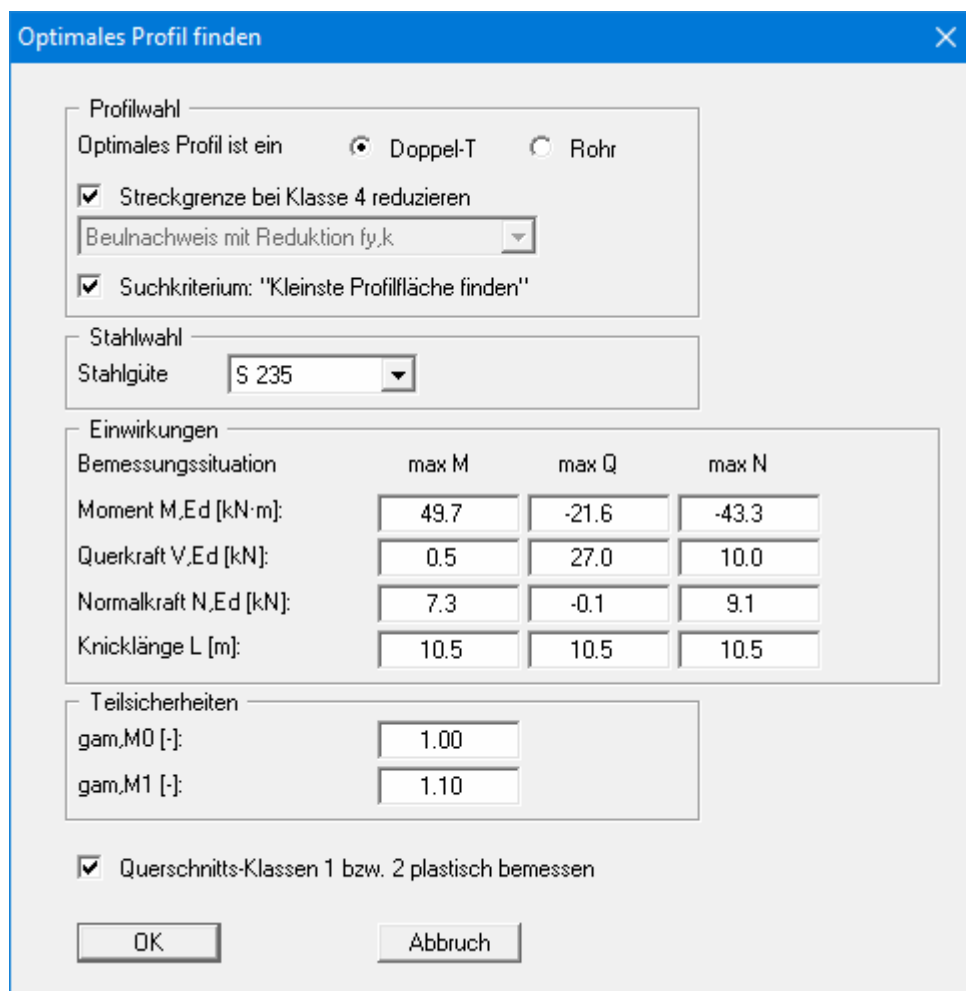 Optimales Profil finden
Profilwahl
Optimales Profil ist ein Doppel-T Rohr
Streckgrenze bei Klasse 4 reduzieren
Beulnachweis mit Reduktion fy,k
Suchkriterium: "Kleinste Profilfläche finden"
Stahlwahl
Stahlgüte S 235
Einwirkungen
Bemessungssituation max M max Q max N
Moment M,Ed [kN·m]: 49.7 -21.6 -43.3
Querkraft V,Ed [kN]: 0.5 27.0 10.0
Normalkraft N,Ed [kN]: 7.3 -0.1 9.1
Knicklänge L [m]: 10.5 10.5 10.5
Teilsicherheiten
gam,M0 [-]: 1.00
gam,M1 [-]: 1.10
Querschnitts-Klassen 1 bzw. 2 plastisch bemessen
OK Abbruch